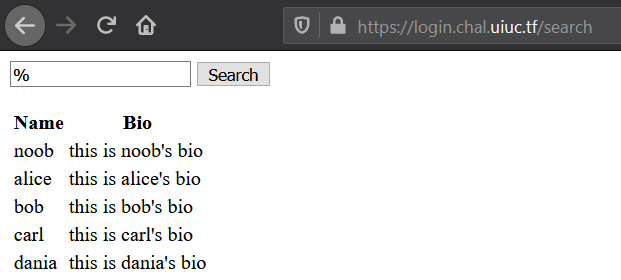 https://login.chal.uiuc.tf/search
% Search
Name Bio
noob this is noob's bio
alice this is alice's bio
bob this is bob's bio
carl this is carl's bio
dania this is dania's bio